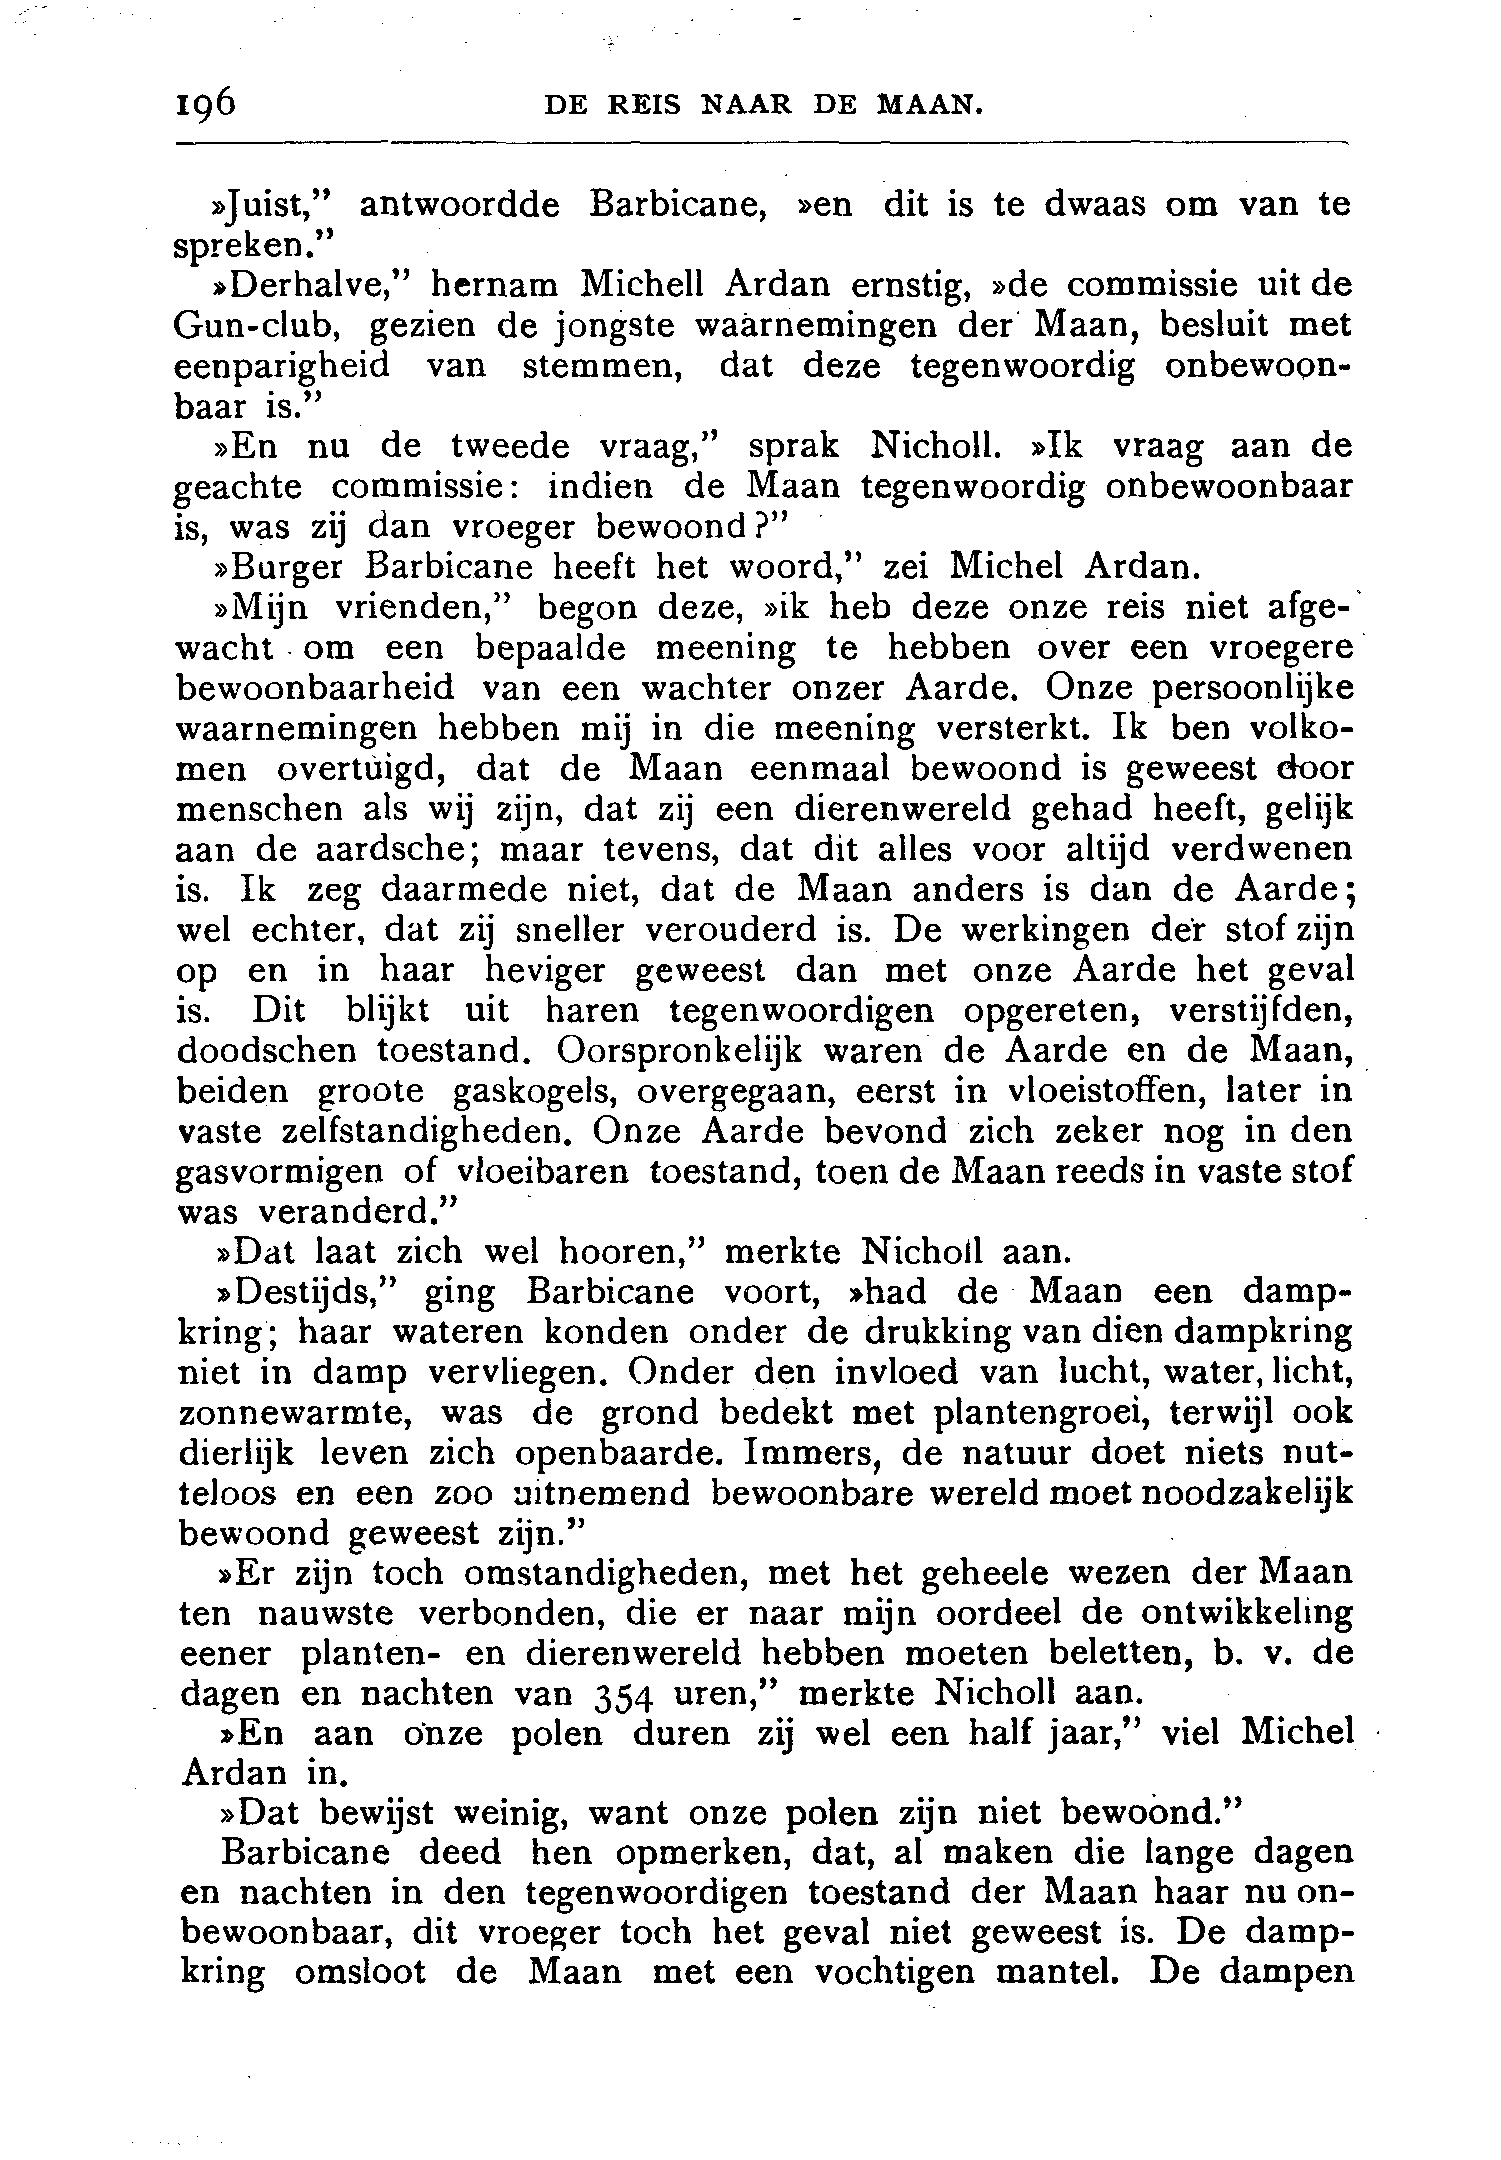 196 DE REIS NAAR DE MAAN.
»Juist,” antwoordde Barbicane, »en dit is te dwaas om van te
spreken.”
»Derhalve,” hernam Michell Ardan ernstig, »de commissie uit de
Gun-club, gezien de jongste waarnemingen der Maan, besluit met
eenparigheid van stemmen, dat deze tegenwoordig onbewoon-
baar is.”
»En nu de tweede vraag,” sprak Nicholl. »Ik vraag aan de
geachte commissie: indien de Maan tegenwoordig onbewoonbaar
is, was zij dan vroeger bewoond?”
»Burger Barbicane heeft het woord,” zei Michel Ardan.
»Mijn vrienden,” begon deze, »ik heb deze onze reis niet afge-
wacht om een bepaalde meening te hebben over een vroegere
bewoonbaarheid van een wachter onzer Aarde. Onze persoonlijke
waarnemingen hebben mij in die meening versterkt. Ik ben volko-
men overtuigd, dat de Maan eenmaal bewoond is geweest door
menschen als wij zijn, dat zij een dierenwereld gehad heeft, gelijk
aan de aardsche; maar tevens, dat dit alles voor altijd verdwenen
is. Ik zeg daarmede niet, dat de Maan anders is dan de Aarde;
wel echter, dat zij sneller verouderd is. De werkingen der stof zijn
op en in haar heviger geweest dan met onze Aarde het geval
is. Dit blijkt uit haren tegenwoordigen opgereten, verstijfden,
doodschen toestand. Oorspronkelijk waren de Aarde en de Maan,
beiden groote gaskogels, overgegaan, eerst in vloeistoffen, later in
vaste zelfstandigheden. Onze Aarde bevond zich zeker nog in den
gasvormigen of vloeibaren toestand, toen de Maan reeds in vaste stof
was veranderd.”
»Dat laat zich wel hooren,” merkte Nicholl aan.
»Destijds,” ging Barbicane voort, »had de Maan een damp-
kring; haar wateren konden onder de drukking van dien dampkring
niet in damp vervliegen. Onder den invloed van lucht, water, licht,
zonnewarmte, was de grond bedekt met plantengroei, terwijl ook
dierlijk leven zich openbaarde. Immers, de natuur doet niets nut-
teloos en een zoo uitnemend bewoonbare wereld moet noodzakelijk
bewoond geweest zijn.”
»Er zijn toch omstandigheden, met het geheele wezen der Maan
ten nauwste verbonden, die er naar mijn oordeel de ontwikkeling
eener planten- en dierenwereld hebben moeten beletten, b. v. de
dagen en nachten van 354 uren,” merkte Nicholl aan.
»En aan onze polen duren zij wel een half jaar,” viel Michel
Ardan in.
»Dat bewijst weinig, want onze polen zijn niet bewoond.”
Barbicane deed hen opmerken, dat, al maken die lange dagen
en nachten in den tegenwoordigen toestand der Maan haar nu on-
bewoonbaar, dit vroeger toch het geval niet geweest is. De damp-
kring omsloot de Maan met een vochtigen mantel. De dampen